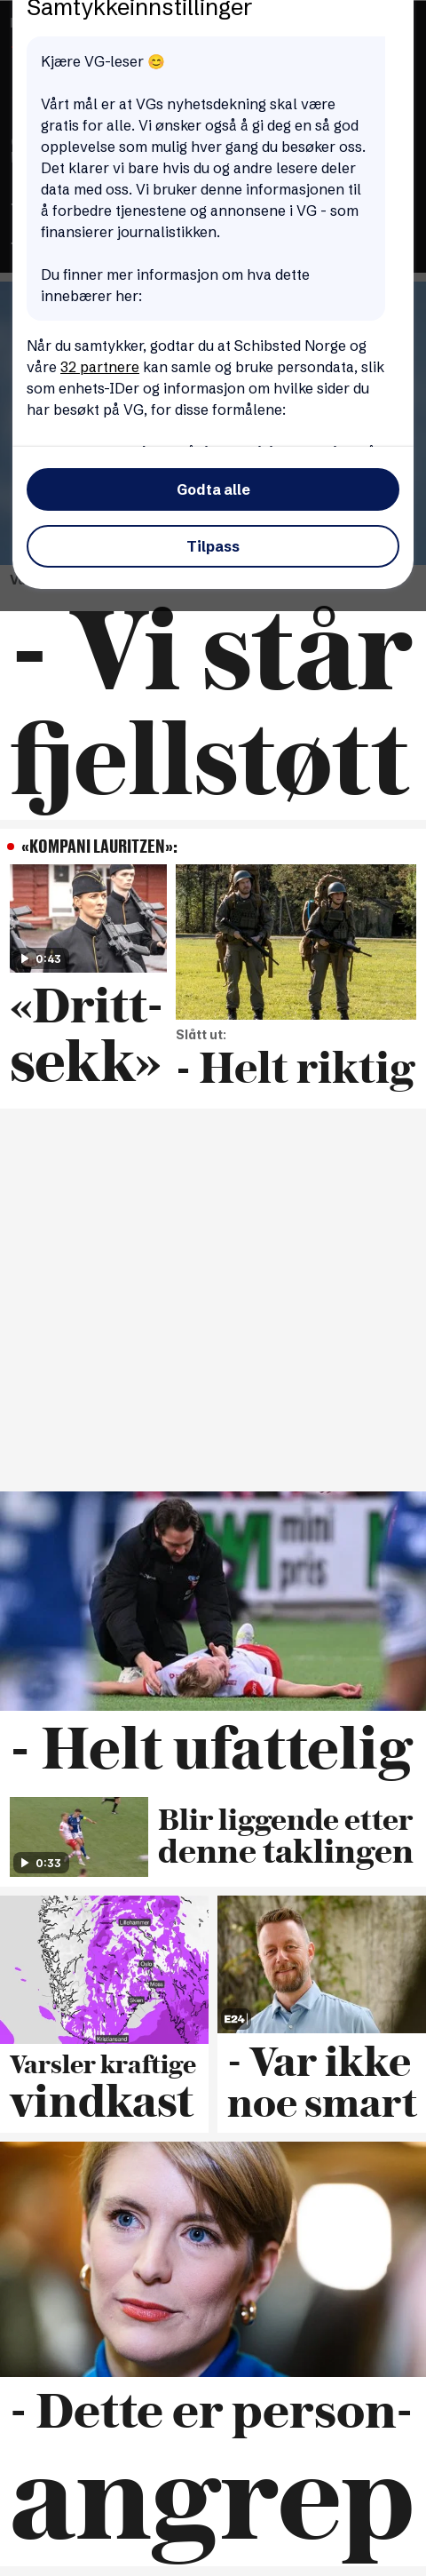 Samtykkeinnstillinger
Kjære VG-leser 😊
Vårt mål er at VGs nyhetsdekning skal være
gratis for alle. Vi ønsker også å gi deg en så god
opplevelse som mulig hver gang du besøker oss.
Det klarer vi bare hvis du og andre lesere deler
data med oss. Vi bruker denne informasjonen til
å forbedre tjenestene og annonsene i VG - som
finansierer journalistikken.
Du finner mer informasjon om hva dette
innebærer her:
Når du samtykker, godtar du at Schibsted Norge og
våre 32 partnere kan samle og bruke persondata, slik
som enhets-IDer og informasjon om hvilke sider du
har besøkt på VG, for disse formålene:
Godta alle
Tilpass
- Vi står
fjellstøtt
«KOMPANI LAURITZEN»:
0:43
«Dritt-
sekk»
Slått ut:
- Helt riktig
mini
pris
- Helt ufattelig
0:33
Blir liggende etter
denne taklingen
Lillehammer
Oslo
Moss
Skien
Kristiansand
Varsler kraftige
vindkast
E24
- Var ikke
noe smart
- Dette er person-
angrep